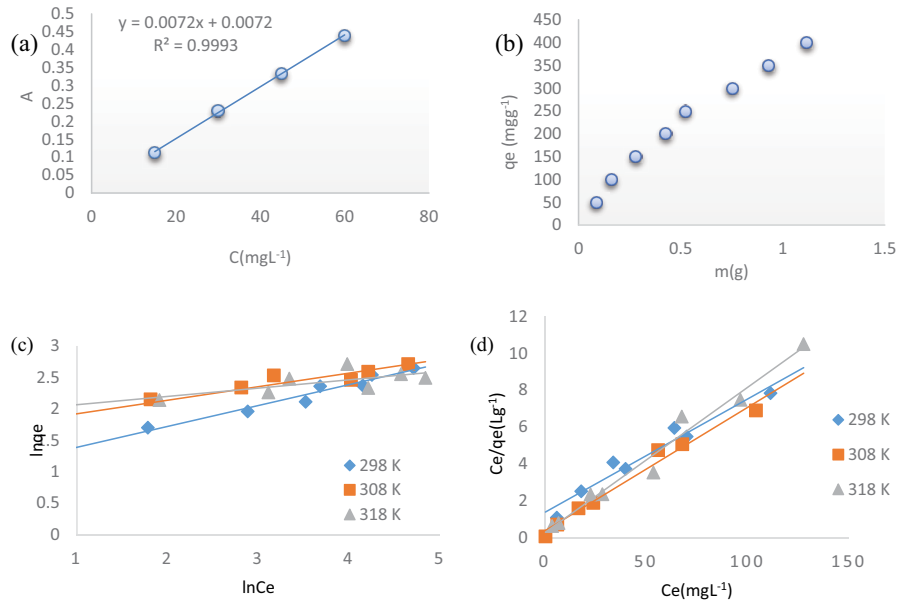 (a)
y = 0.0072x + 0.0072
R² = 0.9993
0.5
0.45
0.4
0.35
0.3
0.25
0.2
0.15
0.1
0.05
0
A
0 20 40 60 80
C(mgL⁻¹)
(b)
450
400
350
300
250
200
150
100
50
0
qe (mgg⁻¹)
0 0.5 1 1.5
m(g)
(c)
3
2.5
2
1.5
1
0.5
0
lnqe
298 K
308 K
318 K
1 2 3 4 5
lnCe
(d)
12
10
8
6
4
2
0
Ce/qe(Lg⁻¹)
298 K
308 K
318 K
0 50 100 150
Ce(mgL⁻¹)